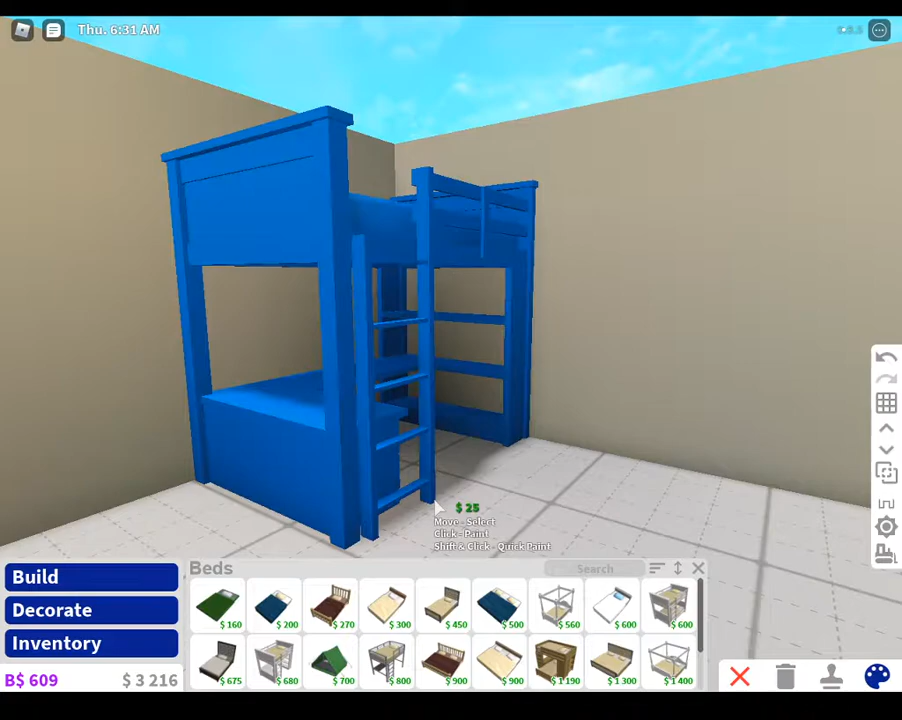 Thu. 6:31 AM
$ 25
Move - Select
Click - Paint
Shift & Click - Quick Paint
Build
Decorate
Inventory
B$ 609
$ 3 216
Beds
Search
$ 160
$ 200
$ 270
$ 300
$ 450
$ 500
$ 560
$ 600
$ 600
$ 675
$ 680
$ 700
$ 800
$ 900
$ 900
$ 1 190
$ 1 300
$ 1 400